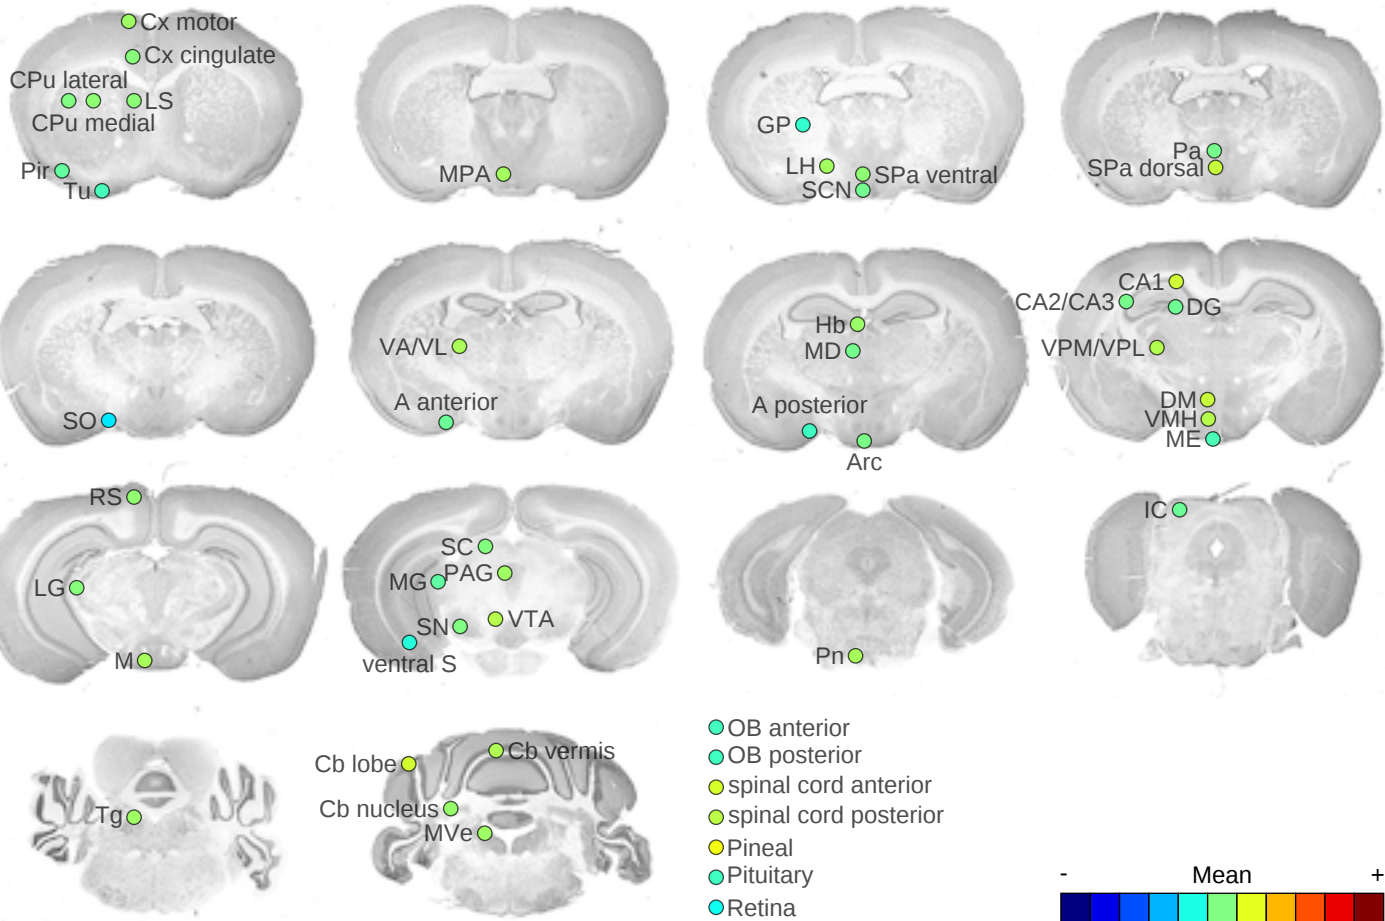 Cx motor
Cx cingulate
CPu lateral
LS
CPu medial
Pir
Tu
MPA
GP
LH
SPa ventral
SCN
Pa
SPa dorsal
SO
VA/VL
A anterior
Hb
MD
A posterior
Arc
CA1
CA2/CA3
DG
VPM/VPL
DM
VMH
ME
RS
LG
M
SC
MG
PAG
SN
VTA
ventral S
Pn
IC
Tg
Cb lobe
Cb vermis
Cb nucleus
MVe
OB anterior
OB posterior
spinal cord anterior
spinal cord posterior
Pineal
Pituitary
Retina
- Mean +